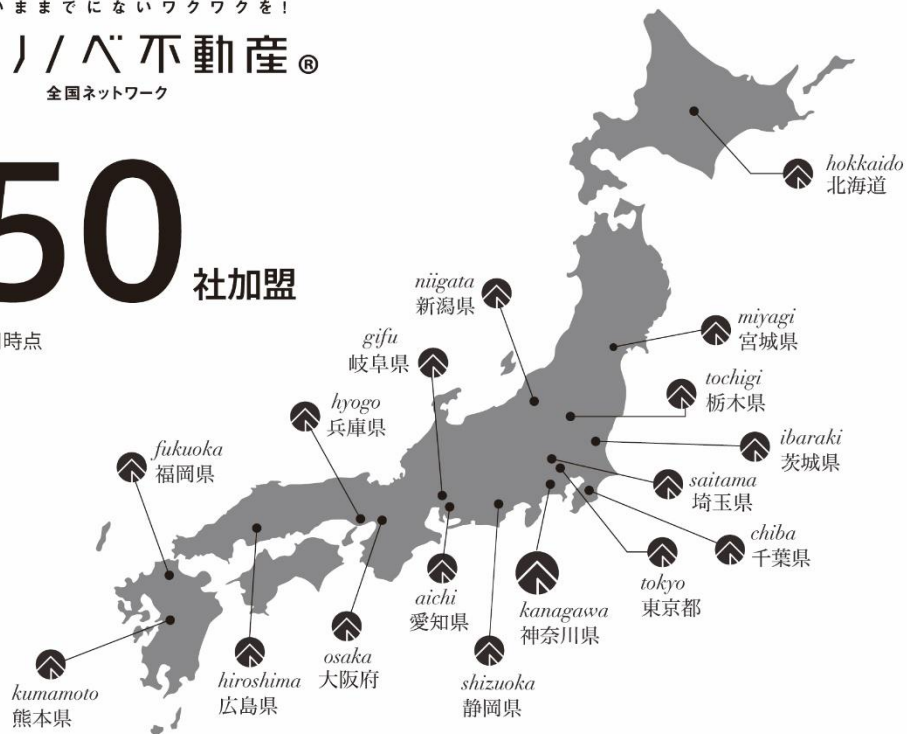 いままでにないワクワクを!
リノベ不動産®
全国ネットワーク
50社加盟
時点
hokkaido
北海道
niigata
新潟県
miyagi
宮城県
gifu
岐阜県
tochigi
栃木県
hyogo
兵庫県
ibaraki
茨城県
fukuoka
福岡県
saitama
埼玉県
chiba
千葉県
tokyo
東京都
aichi
愛知県
kanagawa
神奈川県
osaka
大阪府
shizuoka
静岡県
hiroshima
広島県
kumamoto
熊本県